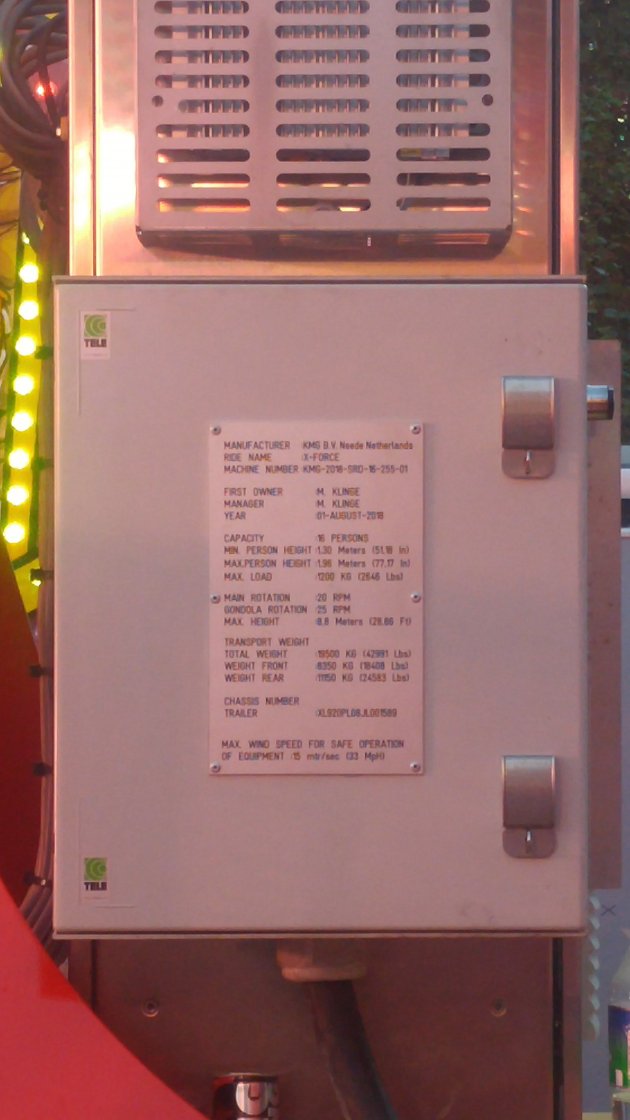 TELE
MANUFACTURER :KMG B.V. Neede Netherlands
RIDE NAME :X-FORCE
MACHINE NUMBER :KMG-2018-SRD-16-255-01
FIRST OWNER :M. KLINGE
MANAGER :M. KLINGE
YEAR :01-AUGUST-2018
CAPACITY :16 PERSONS
MIN. PERSON HEIGHT :1.30 Meters (51.18 In)
MAX.PERSON HEIGHT :1.96 Meters (77.17 In)
MAX. LOAD :1200 KG (2646 Lbs)
MAIN ROTATION :20 RPM
GONDOLA ROTATION :25 RPM
MAX. HEIGHT :8.8 Meters (28.86 Ft)
TRANSPORT WEIGHT
TOTAL WEIGHT :19500 KG (42991 Lbs)
WEIGHT FRONT :8350 KG (18408 Lbs)
WEIGHT REAR :11150 KG (24583 Lbs)
CHASSIS NUMBER
TRAILER :XL920PL08JL001589
MAX. WIND SPEED FOR SAFE OPERATION
OF EQUIPMENT :15 mtr/sec (33 MpH)
TELE